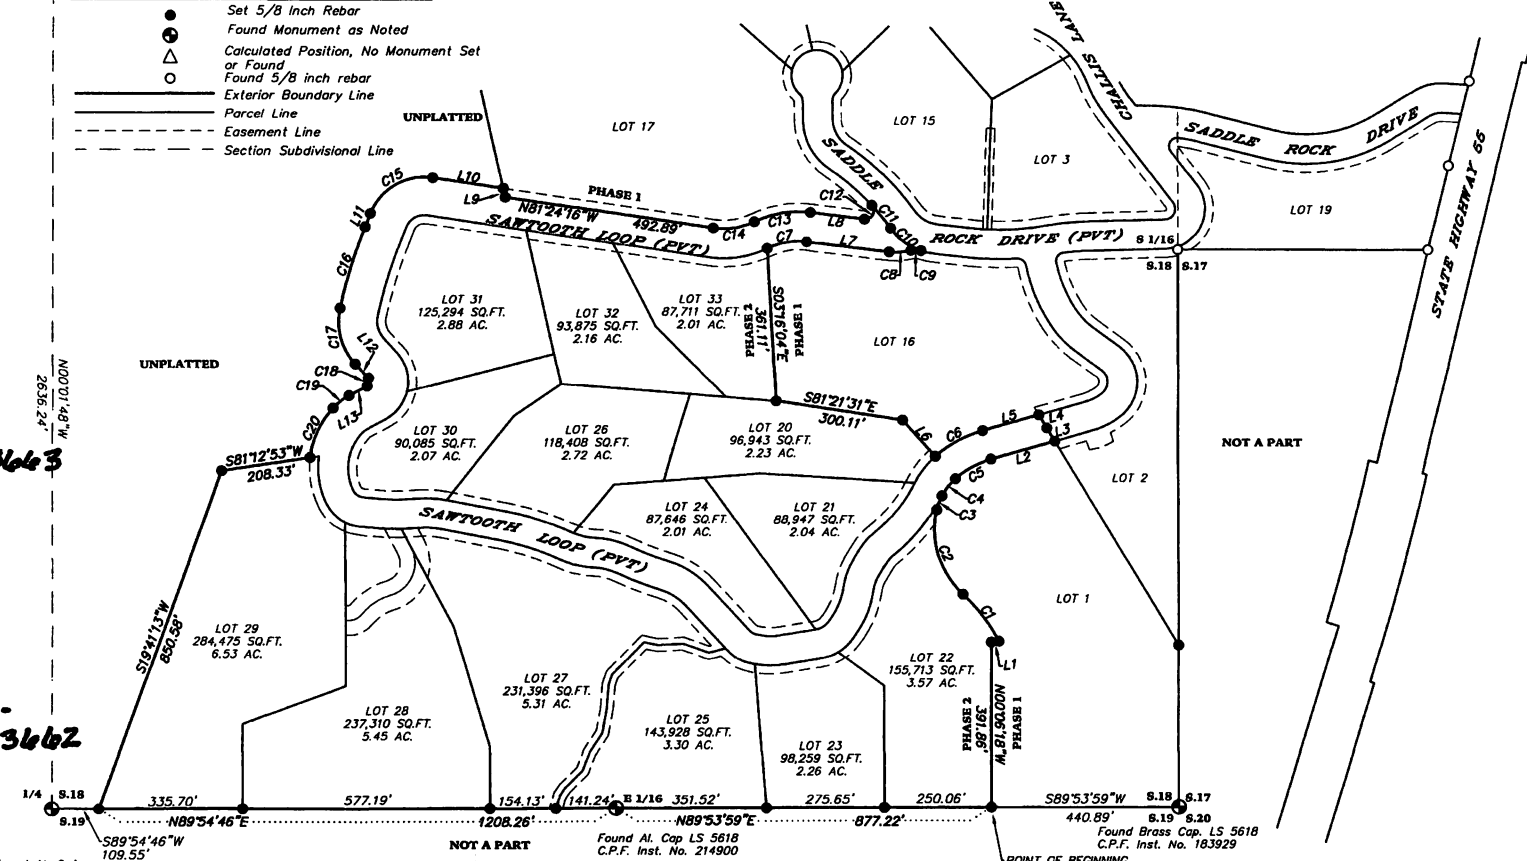 Set 5/8 Inch Rebar
Found Monument as Noted
Calculated Position, No Monument Set
or Found
Found 5/8 inch rebar
Exterior Boundary Line
Parcel Line
Easement Line
Section Subdivisional Line
UNPLATTED
LOT 17
LOT 15
LOT 3
CHALLIS LANE
SADDLE ROCK DRIVE
STATE HIGHWAY 55
LOT 19
SADDLE
ROCK DRIVE (PVT)
S 1/16
S.18
S.17
C15
L10
L9
PHASE 1
N81°24'16"W
492.89'
C14
C13
L8
C12
C11
C10
C9
C8
L7
C7
L11
C16
C17
L12
C18
C19
L13
C20
SAWTOOTH LOOP (PVT)
LOT 31
125,294 SQ.FT.
2.88 AC.
LOT 32
93,875 SQ.FT.
2.16 AC.
LOT 33
87,711 SQ.FT.
2.01 AC.
PHASE 2
361.11'
S03°16'04"E
PHASE 1
LOT 16
UNPLATTED
N00°01'48"W
2636.24'
S81°21'31"E
300.11'
L6
C6
L5
L4
L3
L2
C5
C4
C3
C2
C1
L1
LOT 30
90,085 SQ.FT.
2.07 AC.
LOT 26
118,408 SQ.FT.
2.72 AC.
LOT 20
96,943 SQ.FT.
2.23 AC.
NOT A PART
LOT 2
S81°12'53"W
208.33'
LOT 24
87,646 SQ.FT.
2.01 AC.
LOT 21
88,947 SQ.FT.
2.04 AC.
SAWTOOTH LOOP (PVT)
LOT 1
S19°41'13"W
850.58'
LOT 29
284,475 SQ.FT.
6.53 AC.
LOT 22
155,713 SQ.FT.
3.57 AC.
LOT 27
231,396 SQ.FT.
5.31 AC.
LOT 28
237,310 SQ.FT.
5.45 AC.
LOT 25
143,928 SQ.FT.
3.30 AC.
LOT 23
98,259 SQ.FT.
2.26 AC.
PHASE 2
391.86'
N00°06'18"W
PHASE 1
3662
1/4
S.18
S.19
335.70'
577.19'
154.13'
141.24'
E 1/16
351.52'
275.65'
250.06'
S89°53'59"W
440.89'
S.18
S.17
S.19
S.20
N89°54'46"E
1208.26'
N89°53'59"E
877.22'
S89°54'46"W
109.55'
NOT A PART
Found Al. Cap LS 5618
C.P.F. Inst. No. 214900
Found Brass Cap. LS 5618
C.P.F. Inst. No. 183929
POINT OF BEGINNING